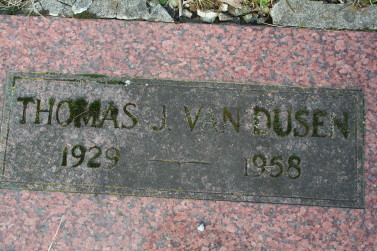 THOMAS J. VAN DUSEN
1929 — 1958